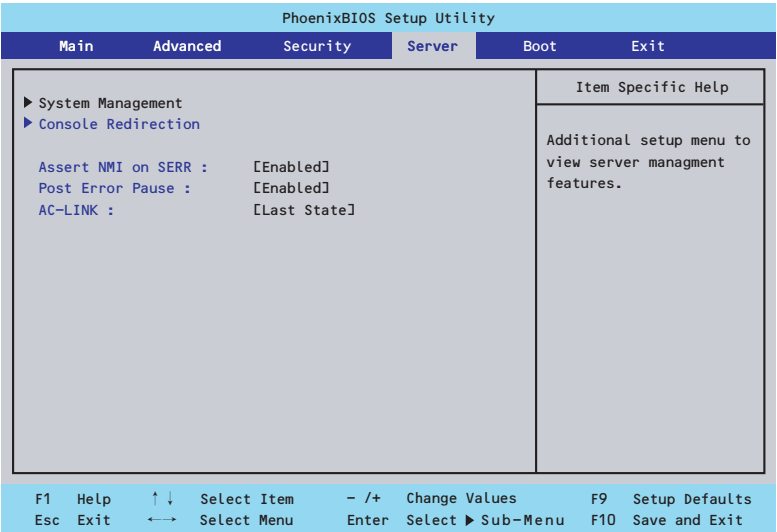 PhoenixBIOS Setup Utility
Main Advanced Security Server Boot Exit
Item Specific Help
▶ System Management
▶ Console Redirection
Additional setup menu to
view server managment
features.
Assert NMI on SERR : [Enabled]
Post Error Pause : [Enabled]
AC-LINK : [Last State]
F1 Help ↑↓ Select Item - /+ Change Values F9 Setup Defaults
Esc Exit ←→ Select Menu Enter Select ▶ Sub-Menu F10 Save and Exit